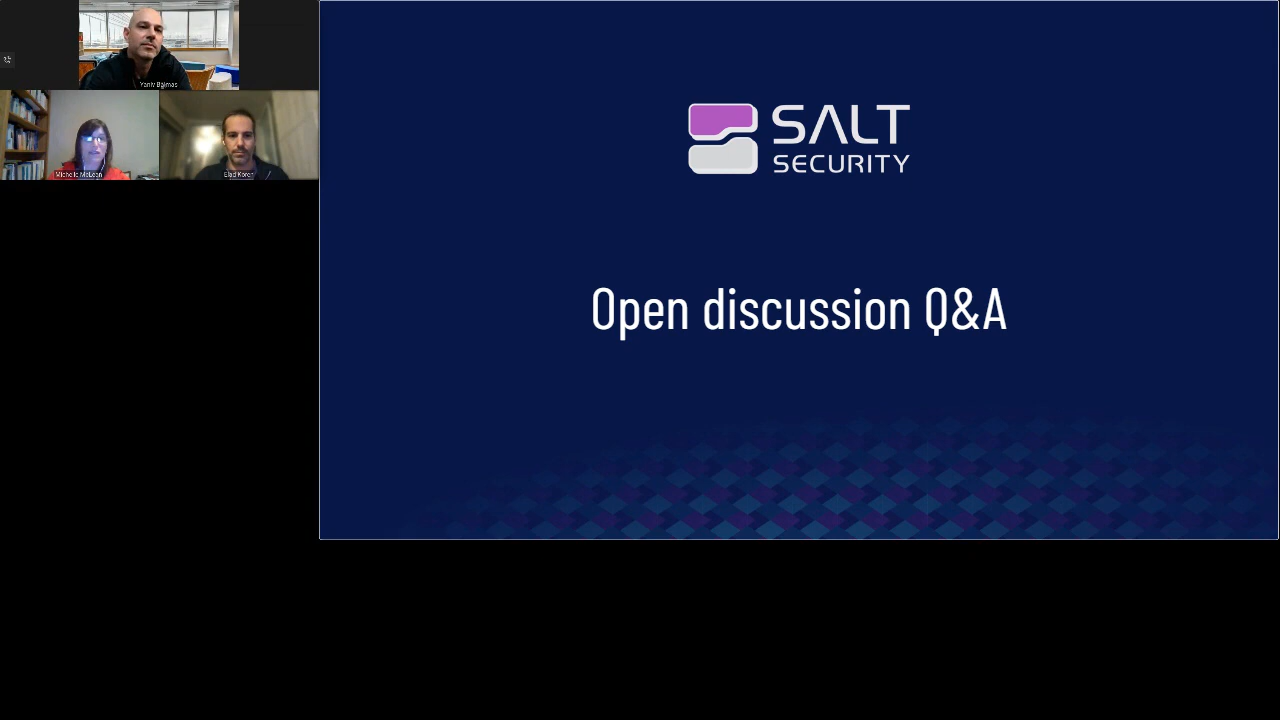 Yaniv Balmas
Michelle McLean
Elad Koren
SALT
SECURITY
Open discussion Q&A